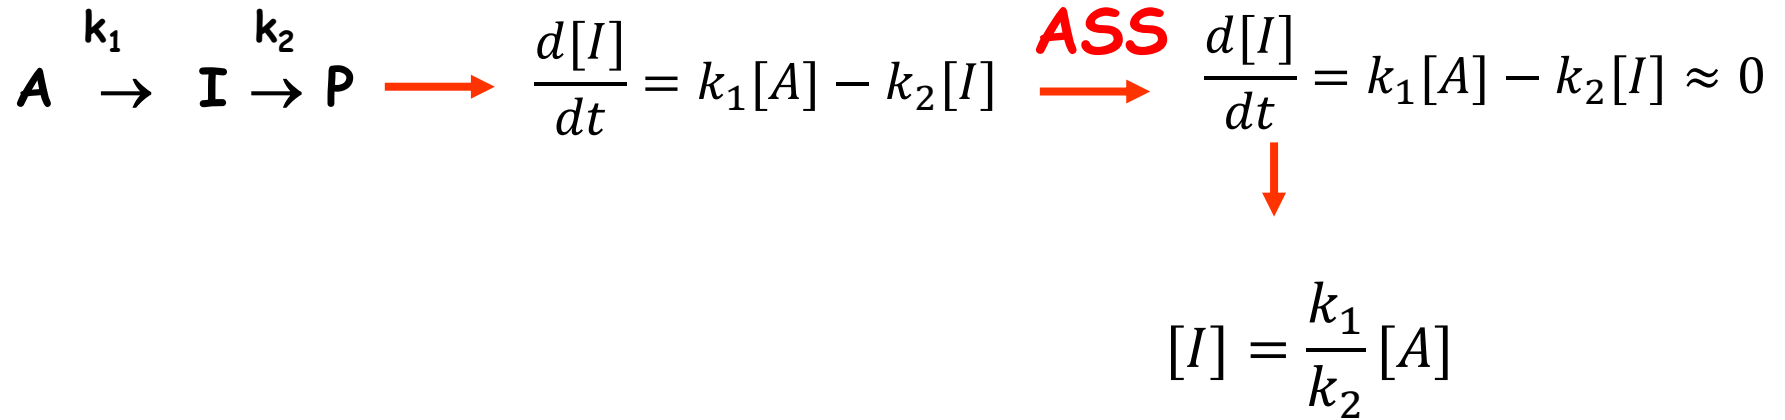 A k₁→ I k₂→ P → d[I]/dt = k₁[A] − k₂[I] ASS → d[I]/dt = k₁[A] − k₂[I] ≈ 0
[I] = k₁/k₂ [A]